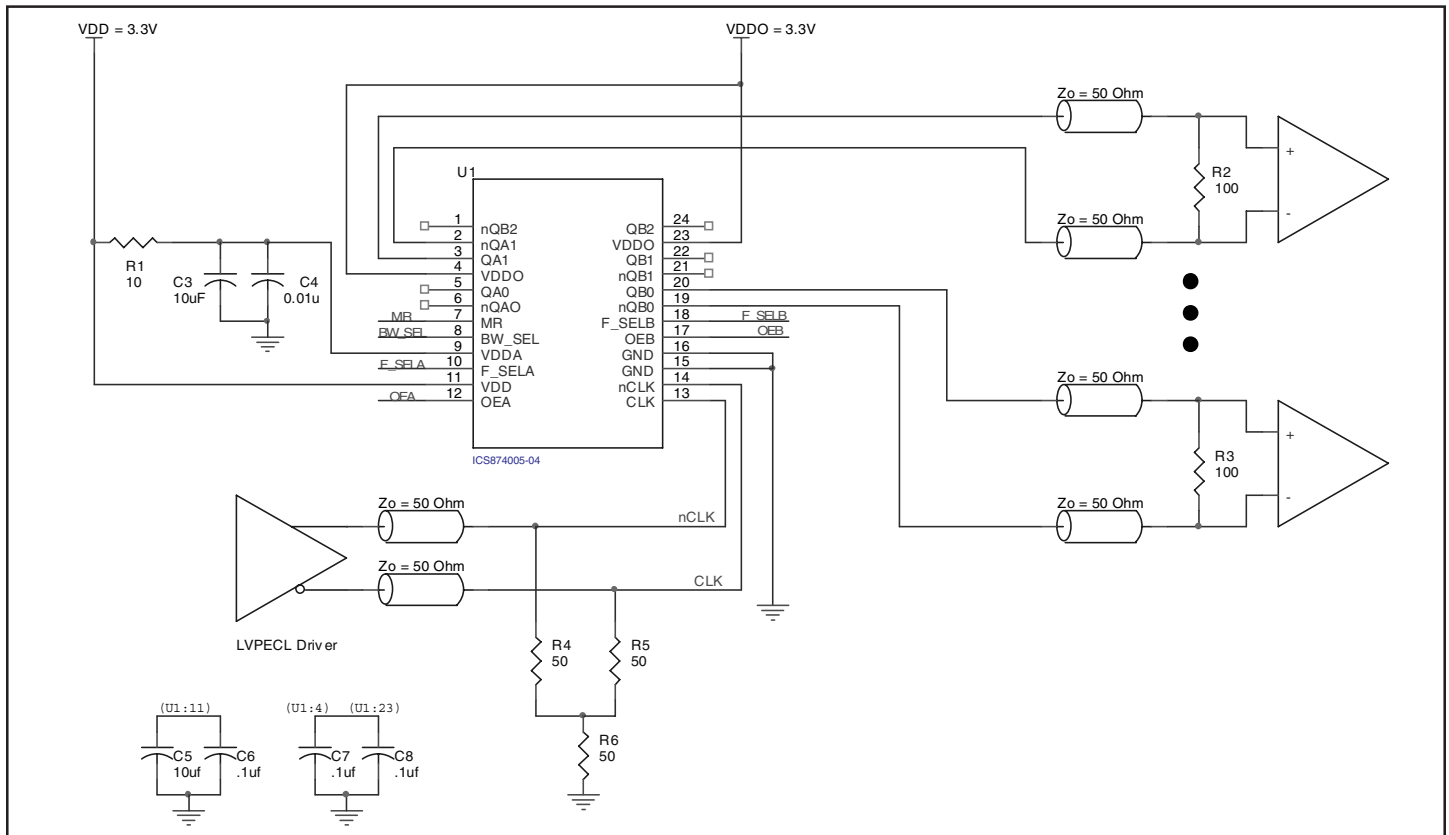 VDD = 3.3V
VDDO = 3.3V
Zo = 50 Ohm
R2
100
+
-
Zo = 50 Ohm
U1
1 nQB2
2 nQA1
3 QA1
4 VDDO
5 QA0
6 nQAO
MR 7 MR
BW_SEL 8 BW_SEL
9 VDDA
F_SELA 10 F_SELA
11 VDD
OEA 12 OEA
QB2 24
VDDO 23
QB1 22
nQB1 21
QB0 20
nQB0 19
F_SELB 18 F_SELB
OEB 17 OEB
GND 16
GND 15
nCLK 14
CLK 13
ICS874005-04
R1
10
C3
10uF
C4
0.01u
Zo = 50 Ohm
R3
100
+
-
Zo = 50 Ohm
Zo = 50 Ohm
nCLK
Zo = 50 Ohm
CLK
LVPECL Driver
R4
50
R5
50
R6
50
(U1:11)
C5
10uf
C6
.1uf
(U1:4) (U1:23)
C7
.1uf
C8
.1uf